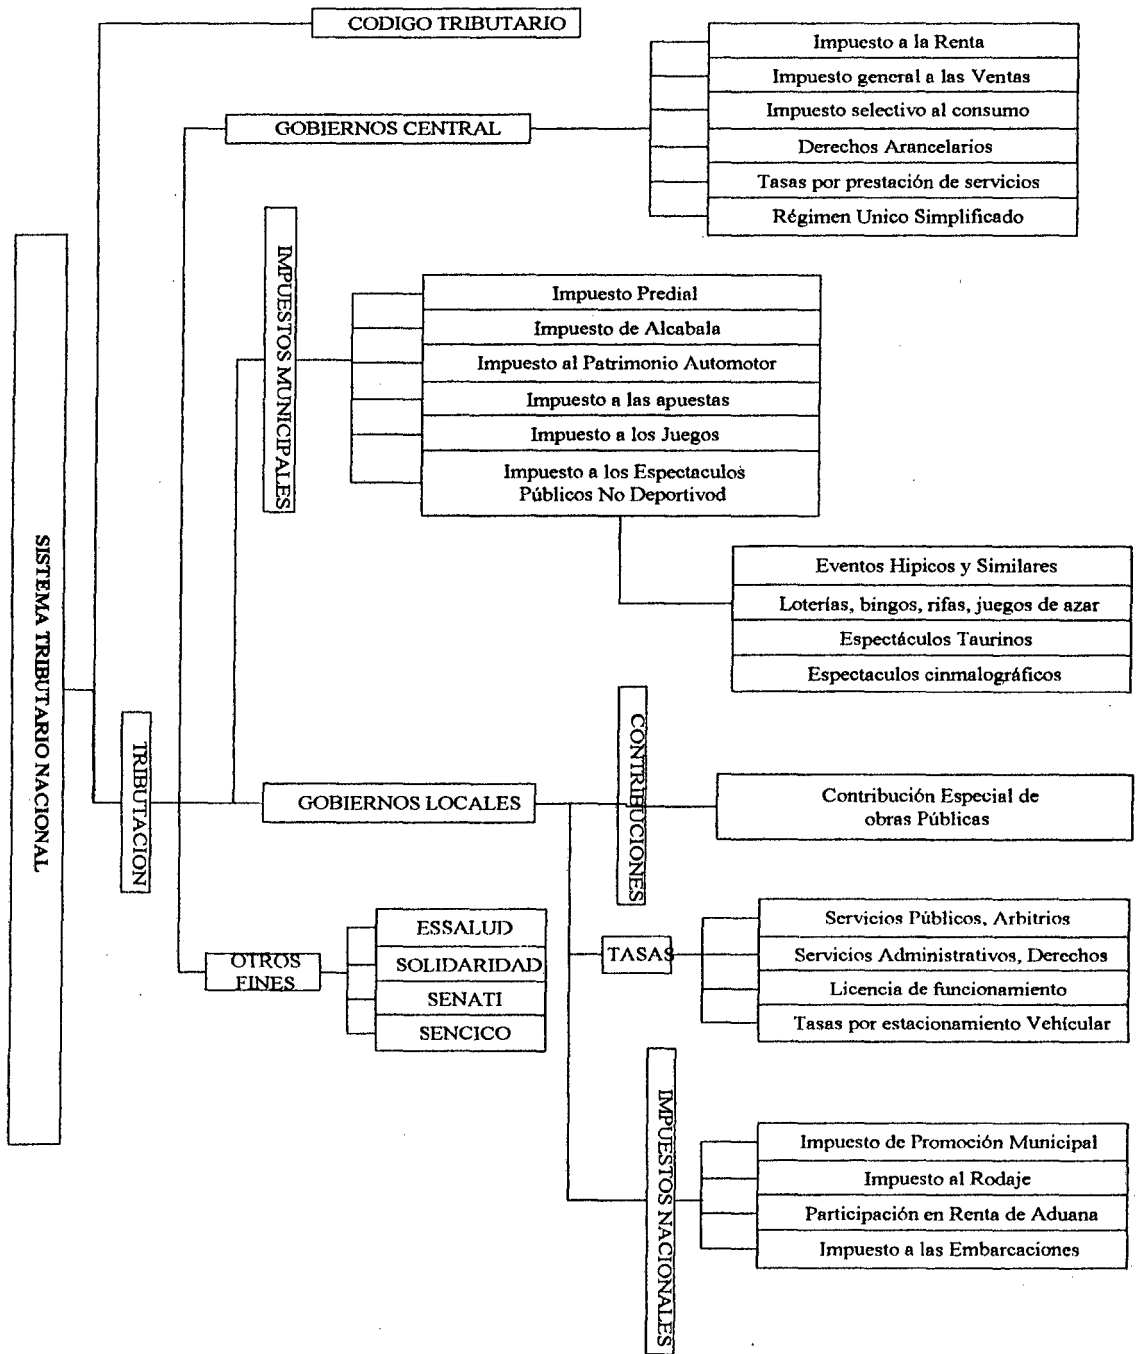 CODIGO TRIBUTARIO
GOBIERNOS CENTRAL
Impuesto a la Renta
Impuesto general a las Ventas
Impuesto selectivo al consumo
Derechos Arancelarios
Tasas por prestación de servicios
Régimen Unico Simplificado
SISTEMA TRIBUTARIO NACIONAL
TRIBUTACION
IMPUESTOS MUNICIPALES
Impuesto Predial
Impuesto de Alcabala
Impuesto al Patrimonio Automotor
Impuesto a las apuestas
Impuesto a los Juegos
Impuesto a los Espectaculos
Públicos No Deportivod
Eventos Hipicos y Similares
Loterías, bingos, rifas, juegos de azar
Espectáculos Taurinos
Espectaculos cinmalográficos
GOBIERNOS LOCALES
CONTRIBUCIONES
Contribución Especial de
obras Públicas
TASAS
Servicios Públicos, Arbitrios
Servicios Administrativos, Derechos
Licencia de funcionamiento
Tasas por estacionamiento Vehícular
OTROS
FINES
ESSALUD
SOLIDARIDAD
SENATI
SENCICO
IMPUESTOS NACIONALES
Impuesto de Promoción Municipal
Impuesto al Rodaje
Participación en Renta de Aduana
Impuesto a las Embarcaciones